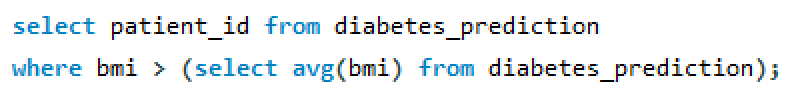 select patient_id from diabetes_prediction
where bmi > (select avg(bmi) from diabetes_prediction);